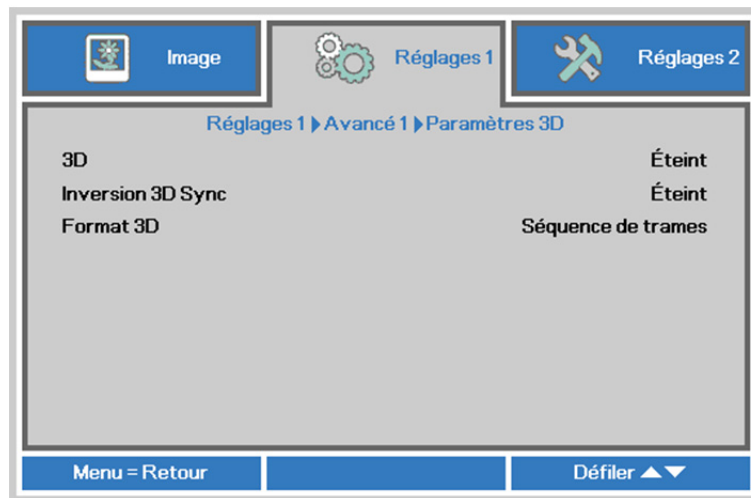 Image Réglages 1 Réglages 2
Réglages 1 ▶ Avancé 1 ▶ Paramètres 3D
3D Éteint
Inversion 3D Sync Éteint
Format 3D Séquence de trames
Menu = Retour Défiler ▲▼